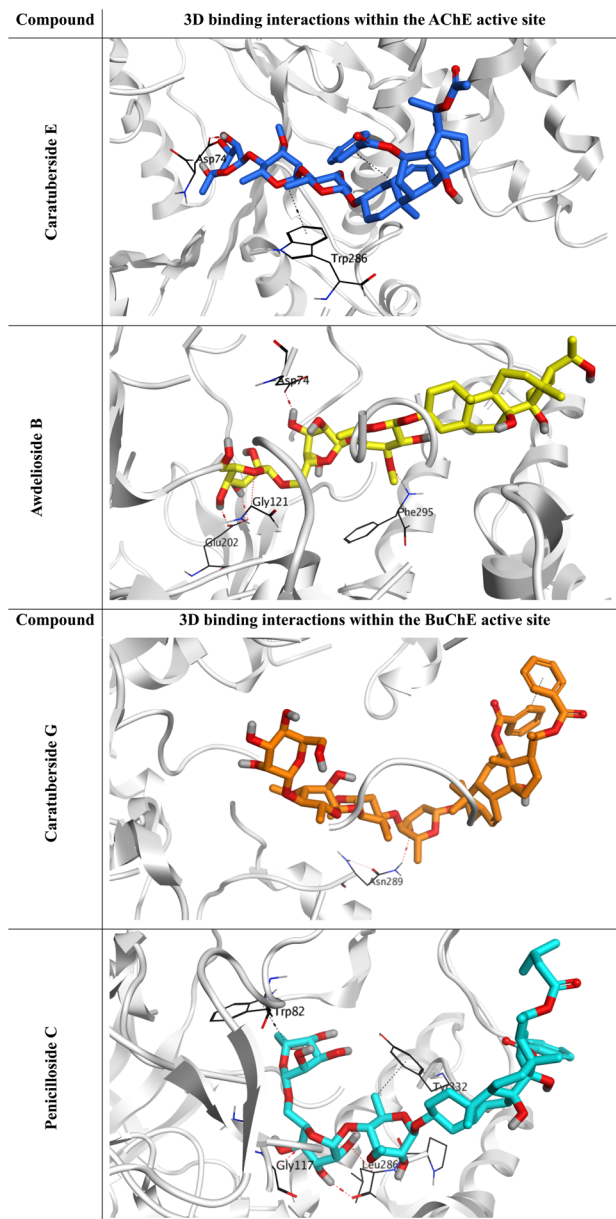 Compound 3D binding interactions within the AChE active site
Caratuberside E
Asp74
Trp286
Awdelioside B
Asp74
Gly121
Glu202
Phe295
Compound 3D binding interactions within the BuChE active site
Caratuberside G
Asn289
Penicilloside C
Trp82
Tyr332
Gly117
Leu286